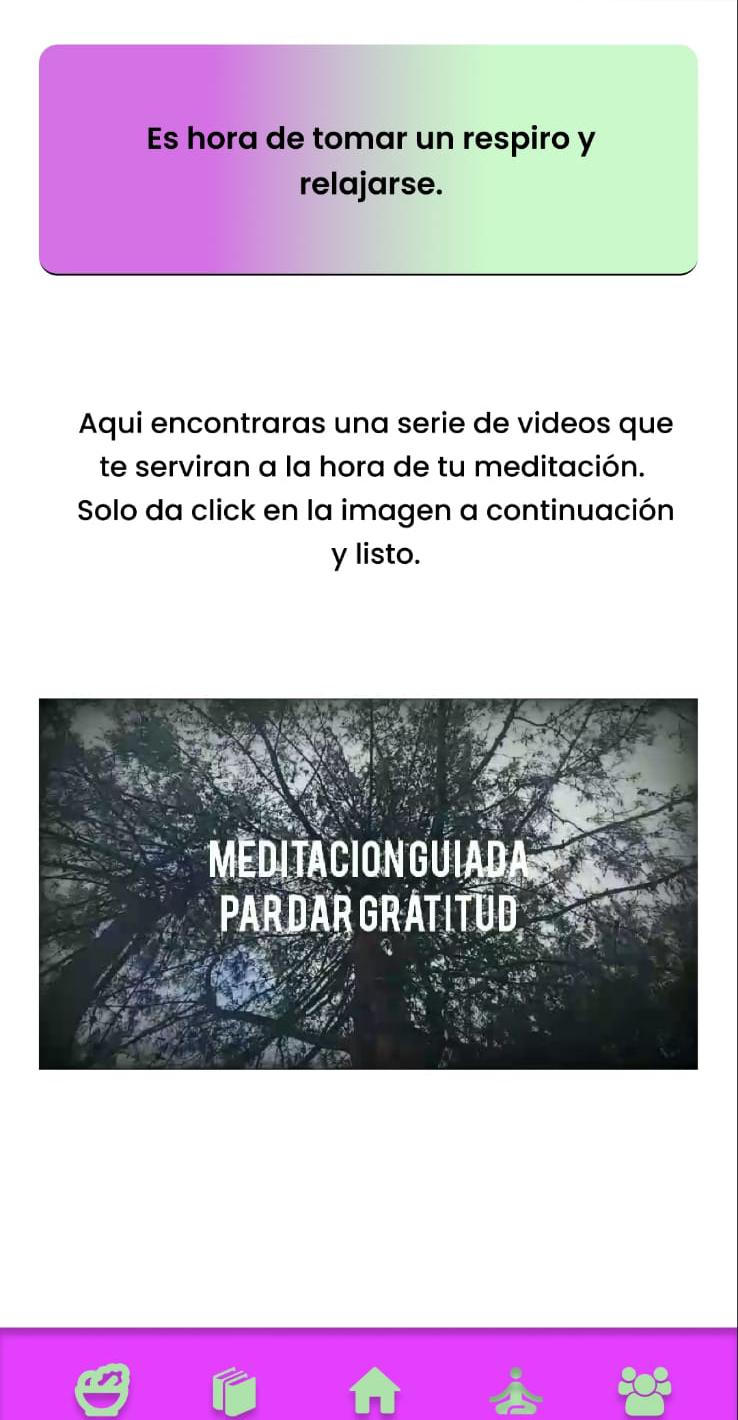 Es hora de tomar un respiro y
relajarse.
Aqui encontraras una serie de videos que
te serviran a la hora de tu meditación.
Solo da click en la imagen a continuación
y listo.
MEDITACION GUIADA
PAR DAR GRATITUD